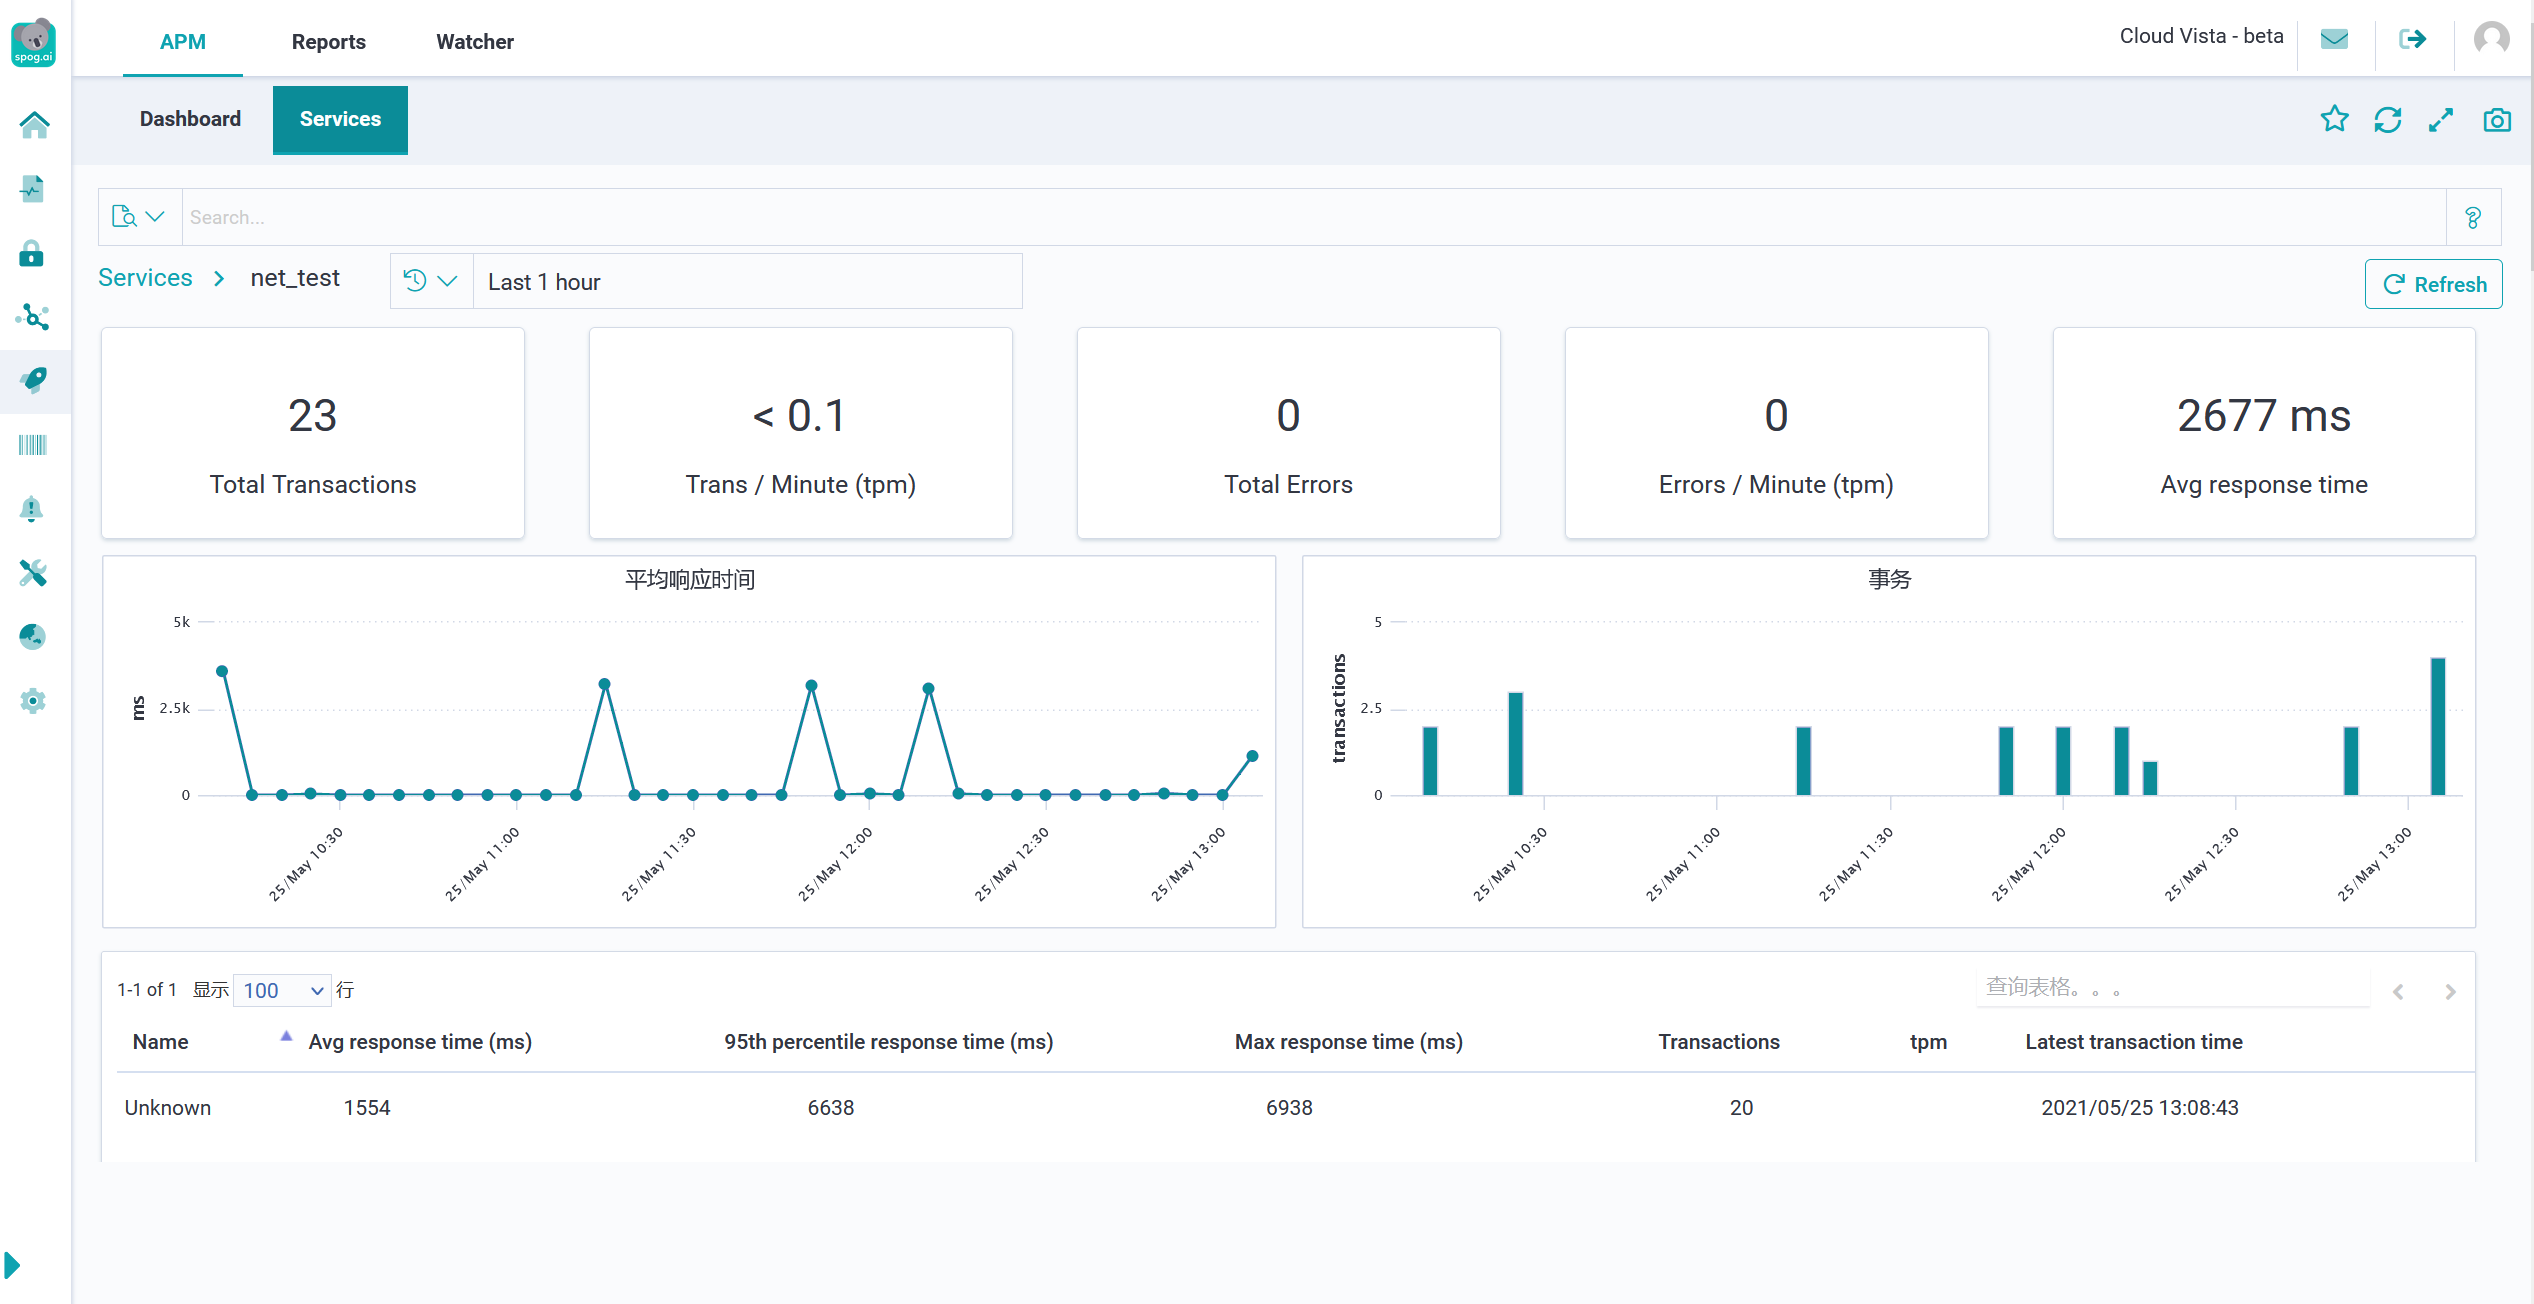 spog.ai
APM Reports Watcher
Cloud Vista - beta
Dashboard Services
Search...
Services net_test
Last 1 hour
Refresh
23
Total Transactions
< 0.1
Trans / Minute (tpm)
0
Total Errors
0
Errors / Minute (tpm)
2677 ms
Avg response time
平均响应时间
ms
5k
2.5k
0
25/May 10:30
25/May 11:00
25/May 11:30
25/May 12:00
25/May 12:30
25/May 13:00
事务
transactions
5
2.5
0
25/May 10:30
25/May 11:00
25/May 11:30
25/May 12:00
25/May 12:30
25/May 13:00
1-1 of 1 显示 100 行
查询表格。。。
Name Avg response time (ms) 95th percentile response time (ms) Max response time (ms) Transactions tpm Latest transaction time
Unknown 1554 6638 6938 20 2021/05/25 13:08:43